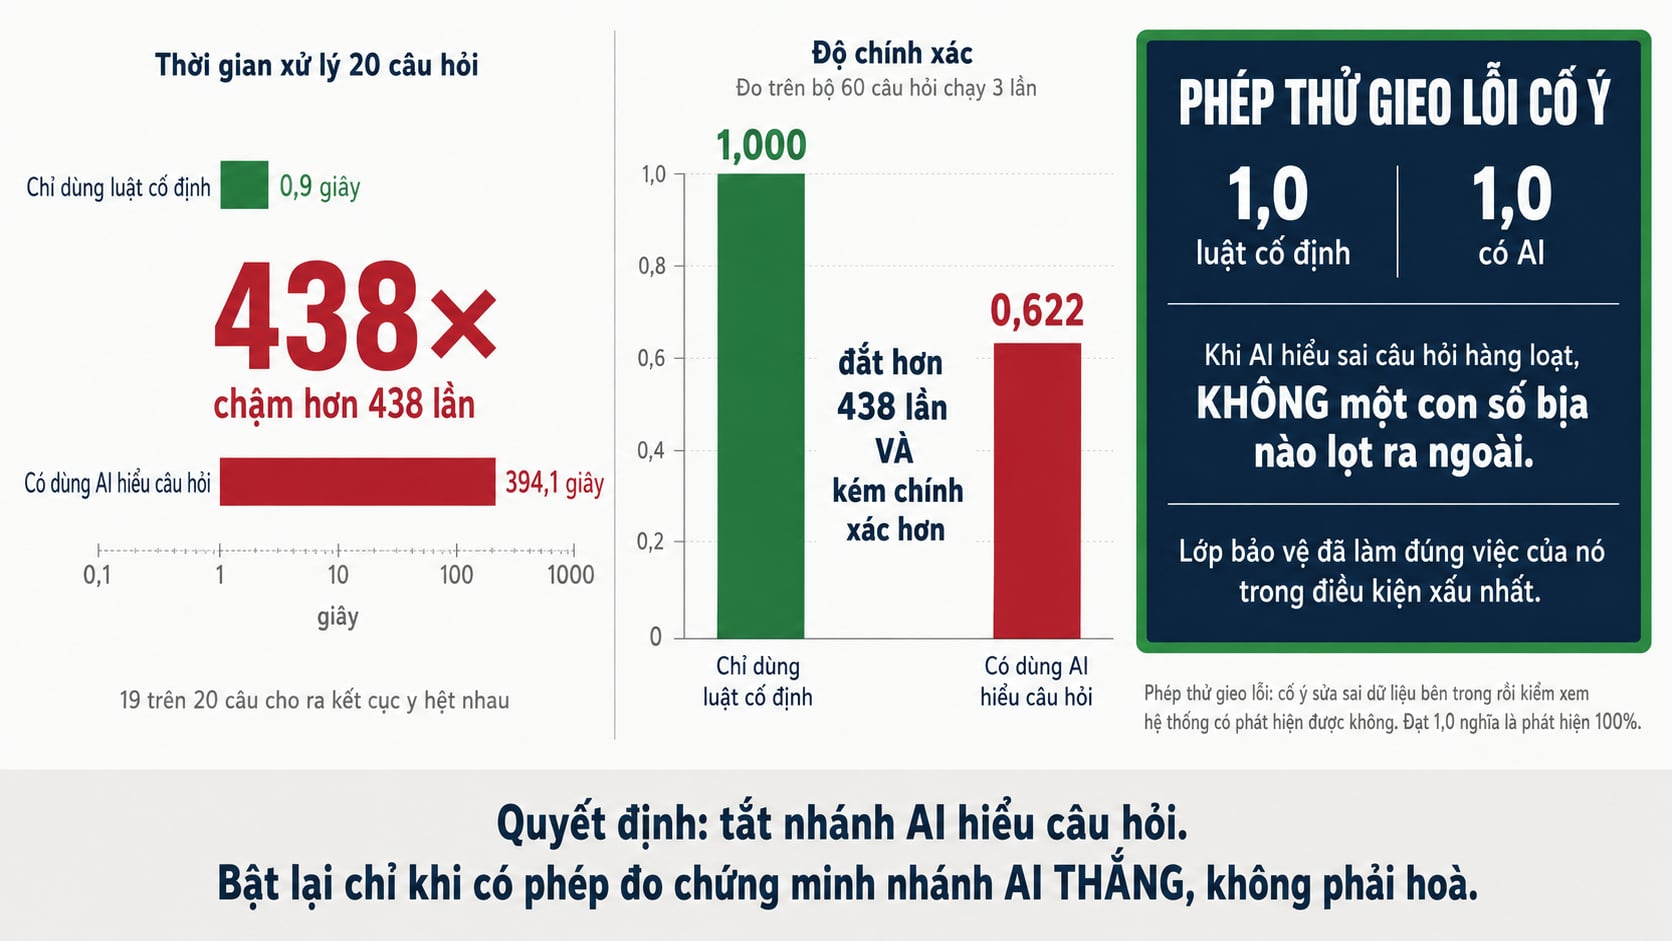 Thời gian xử lý 20 câu hỏi
Chỉ dùng luật cố định
0,9 giây
438×
chậm hơn 438 lần
Có dùng AI hiểu câu hỏi
394,1 giây
0,1
1
10
100
1000
giây
19 trên 20 câu cho ra kết cục y hệt nhau
Độ chính xác
Đo trên bộ 60 câu hỏi chạy 3 lần
1,000
1,0
0,8
0,6
0,4
0,2
0
0,622
đắt hơn
438 lần
VÀ
kém chính
xác hơn
Chỉ dùng
luật cố định
Có dùng AI
hiểu câu hỏi
PHÉP THỬ GIEO LỖI CỐ Ý
1,0
luật cố định
1,0
có AI
Khi AI hiểu sai câu hỏi hàng loạt,
KHÔNG một con số bịa
nào lọt ra ngoài.
Lớp bảo vệ đã làm đúng việc của nó
trong điều kiện xấu nhất.
Phép thử gieo lỗi: cố ý sửa sai dữ liệu bên trong rồi kiểm xem
hệ thống có phát hiện được không. Đạt 1,0 nghĩa là phát hiện 100%.
Quyết định: tắt nhánh AI hiểu câu hỏi.
Bật lại chỉ khi có phép đo chứng minh nhánh AI THẮNG, không phải hoà.